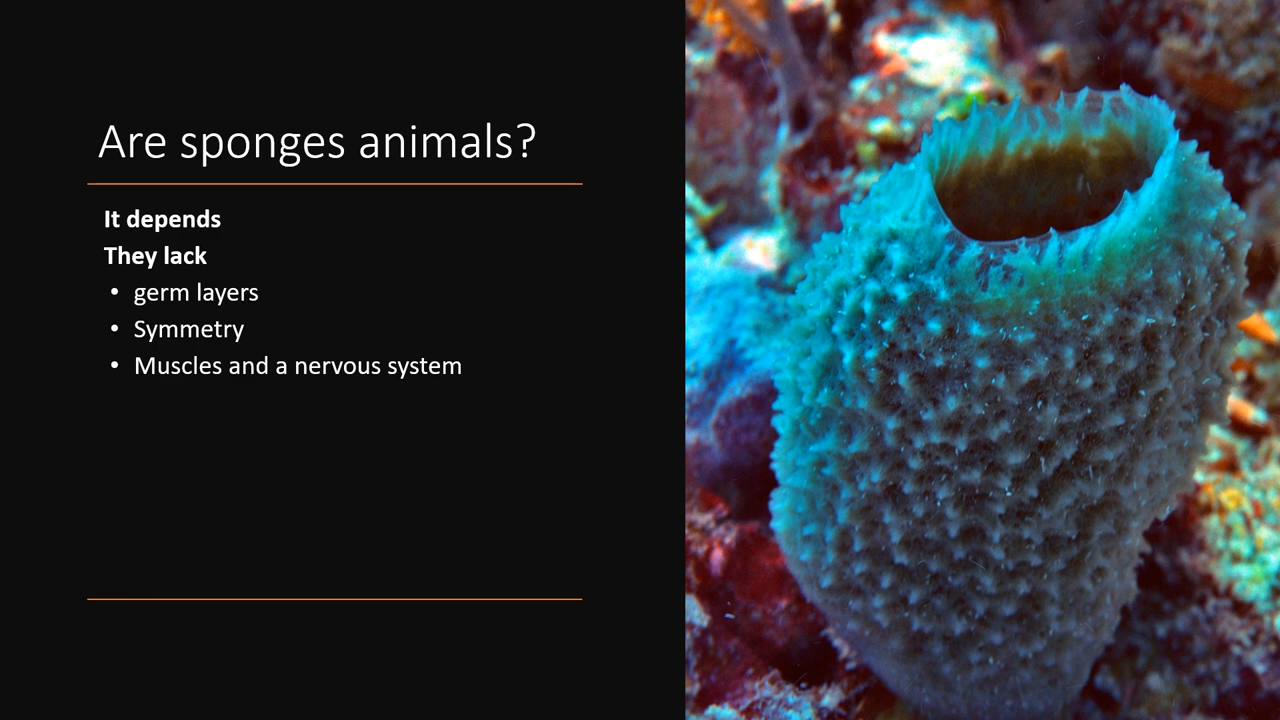 Are sponges animals?
It depends
They lack
• germ layers
• Symmetry
• Muscles and a nervous system